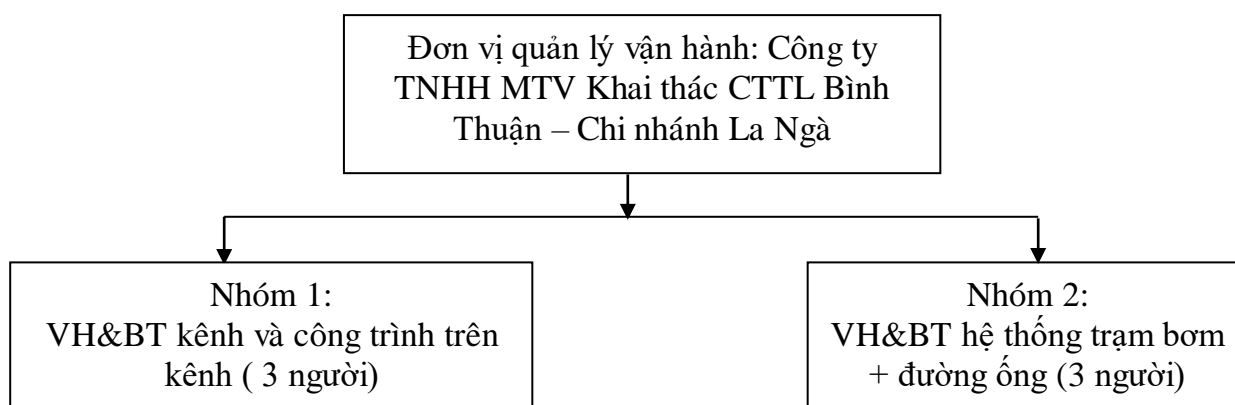 Đơn vị quản lý vận hành: Công ty
TNHH MTV Khai thác CTTL Bình
Thuận – Chi nhánh La Ngà
Nhóm 1:
VH&BT kênh và công trình trên
kênh ( 3 người)
Nhóm 2:
VH&BT hệ thống trạm bơm
+ đường ống (3 người)